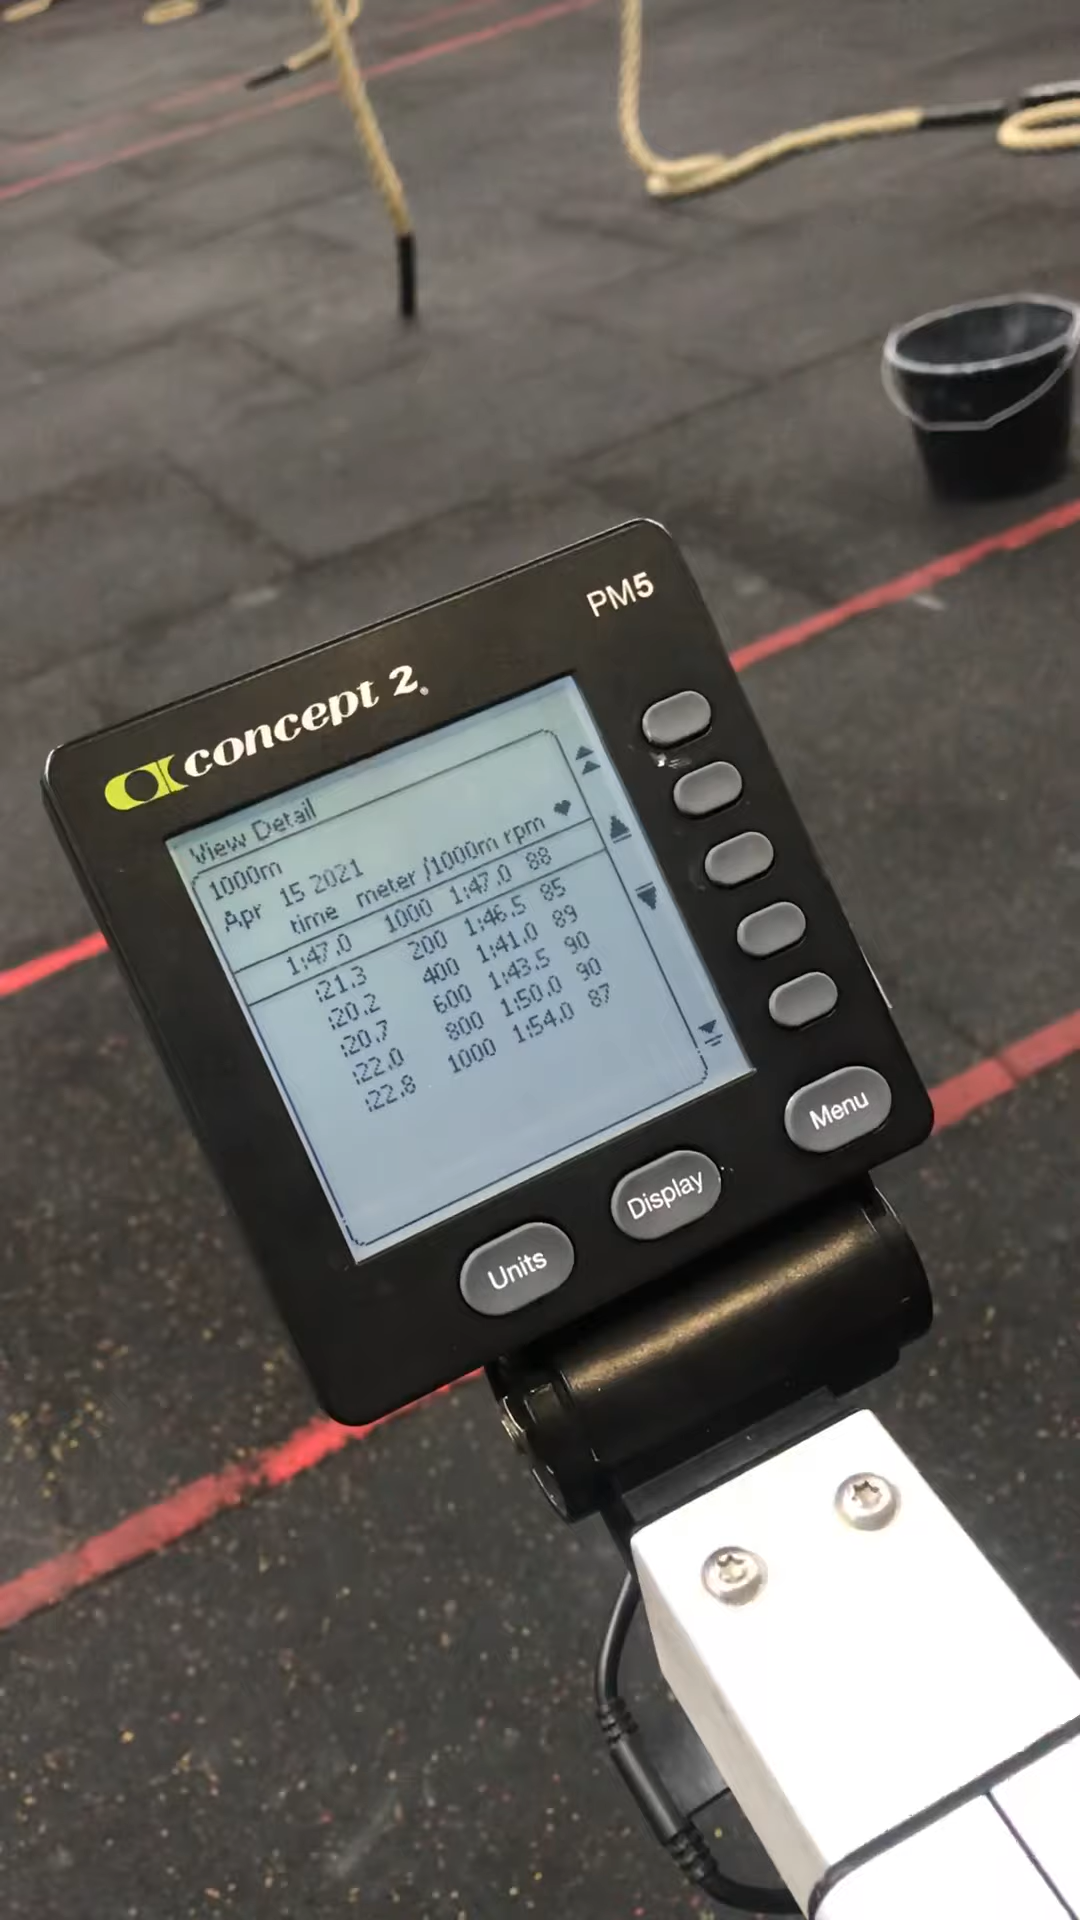 PM5
concept 2
View Detail
1000m
Apr 15 2021
time meter /1000m rpm ♥
1:47.0 1000 1:47.0 88
:21.3 200 1:46.5 85
:20.2 400 1:41.0 89
:20.7 600 1:43.5 90
:22.0 800 1:50.0 90
:22.8 1000 1:54.0 87
Units
Display
Menu